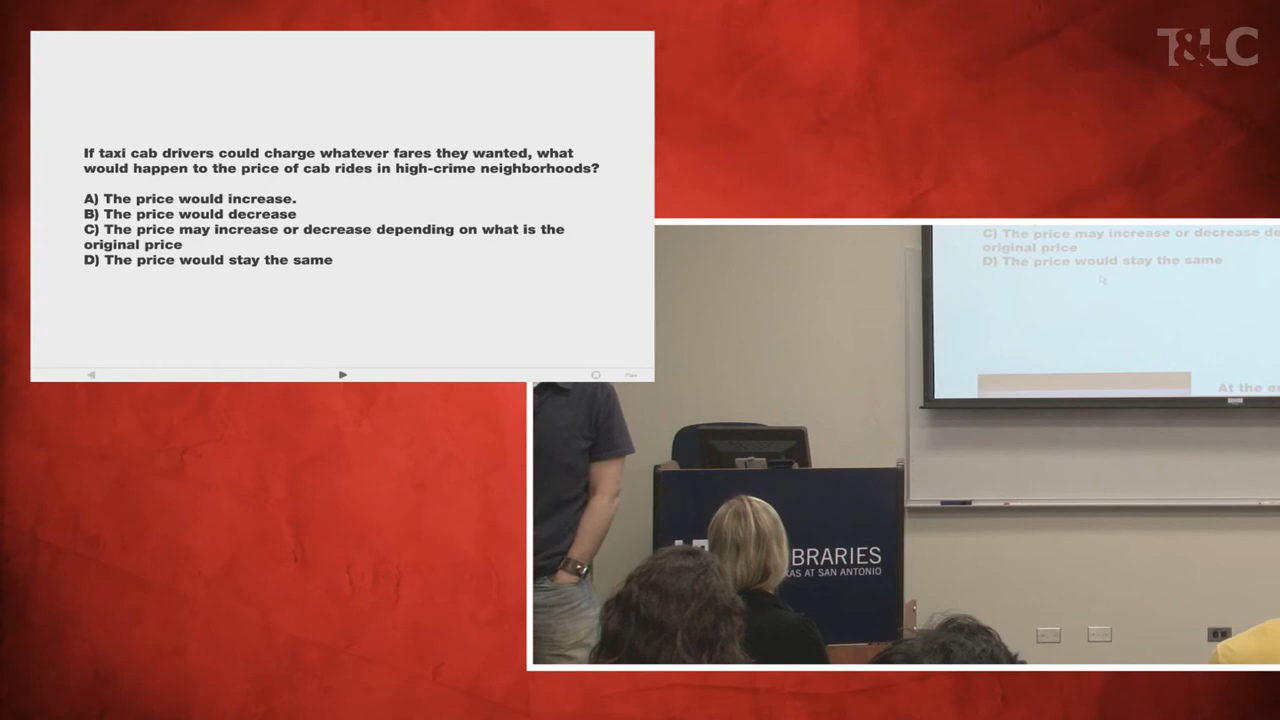 T&LC
If taxi cab drivers could charge whatever fares they wanted, what
would happen to the price of cab rides in high-crime neighborhoods?
A) The price would increase.
B) The price would decrease
C) The price may increase or decrease depending on what is the
original price
D) The price would stay the same
C) The price may increase or decrease de
original price
D) The price would stay the same
At the e
BRARIES
AS AT SAN ANTONIO